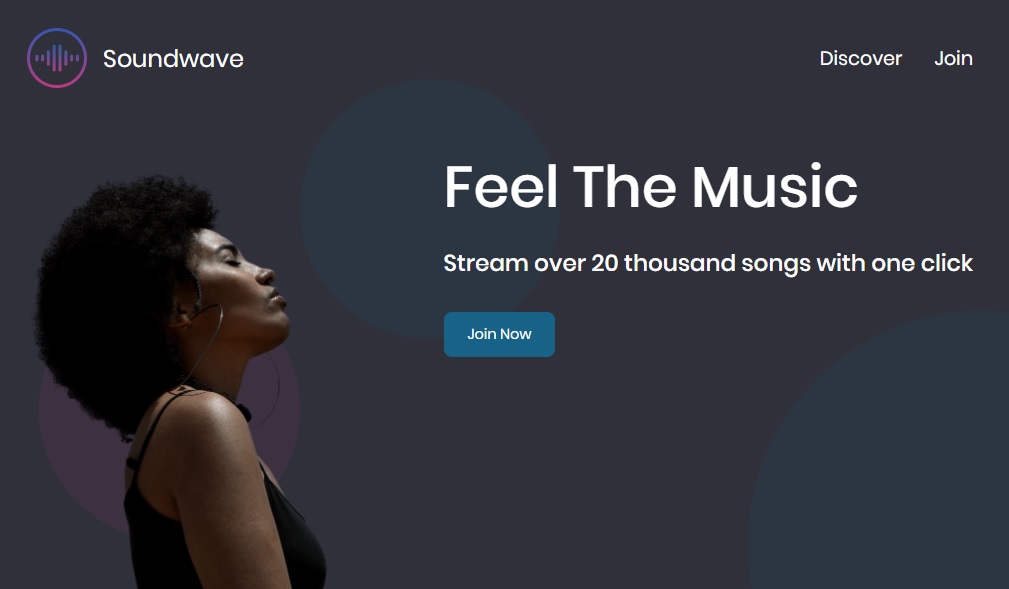 Soundwave
Discover
Join
Feel The Music
Stream over 20 thousand songs with one click
Join Now